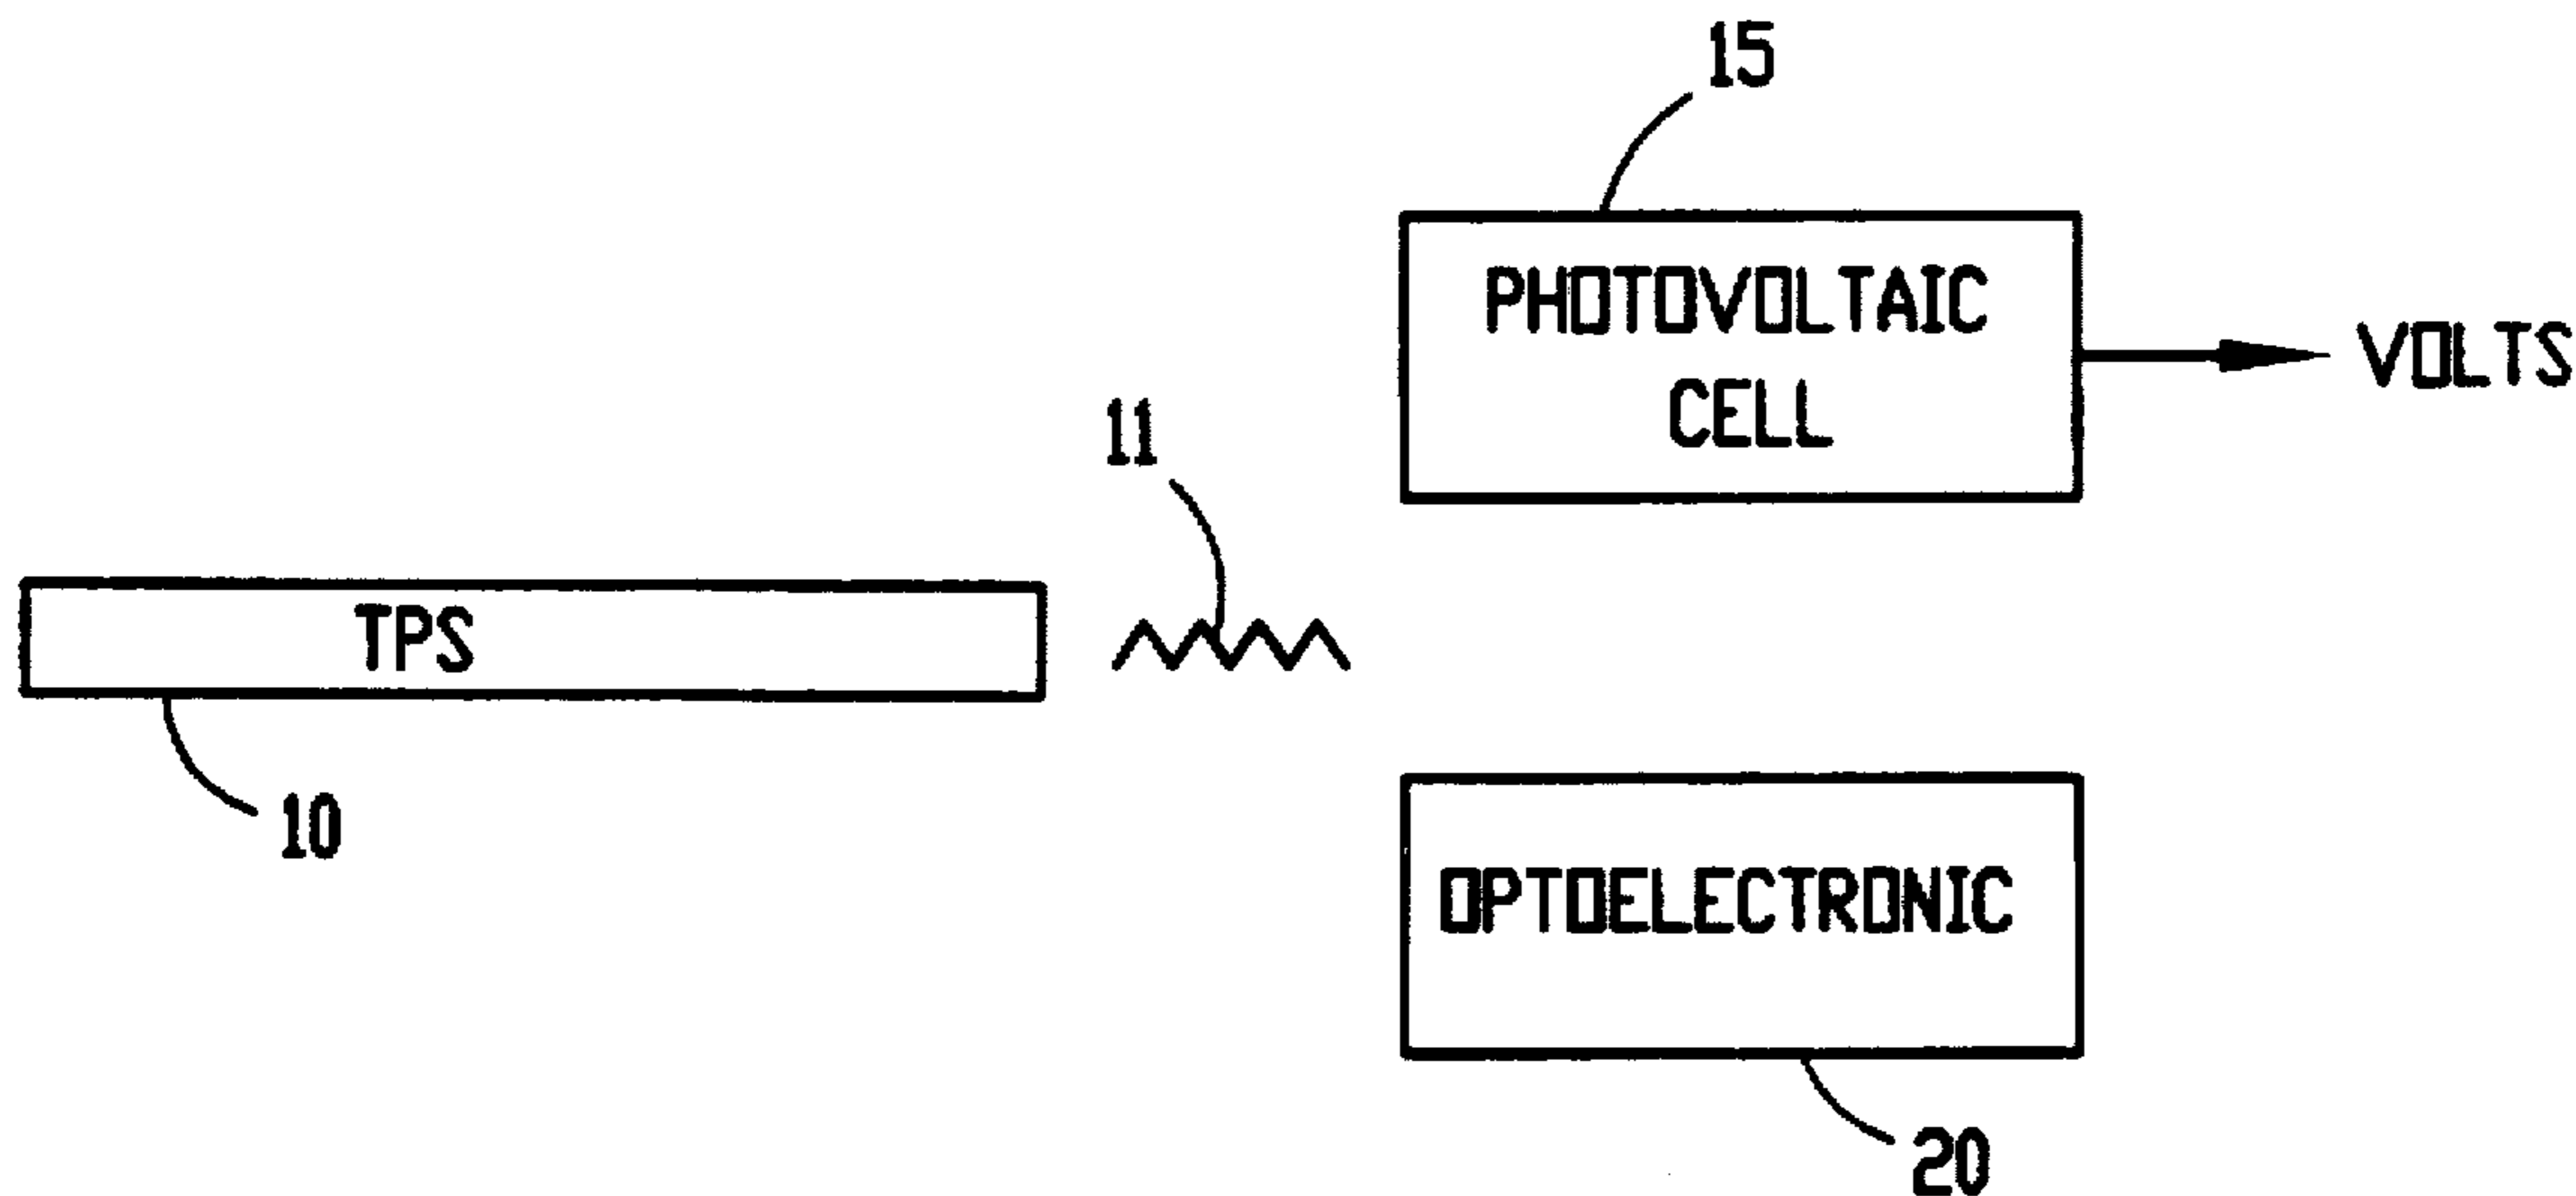 15
PHOTOVOLTAIC
CELL
VOLTS
11
TPS
10
OPTOELECTRONIC
20